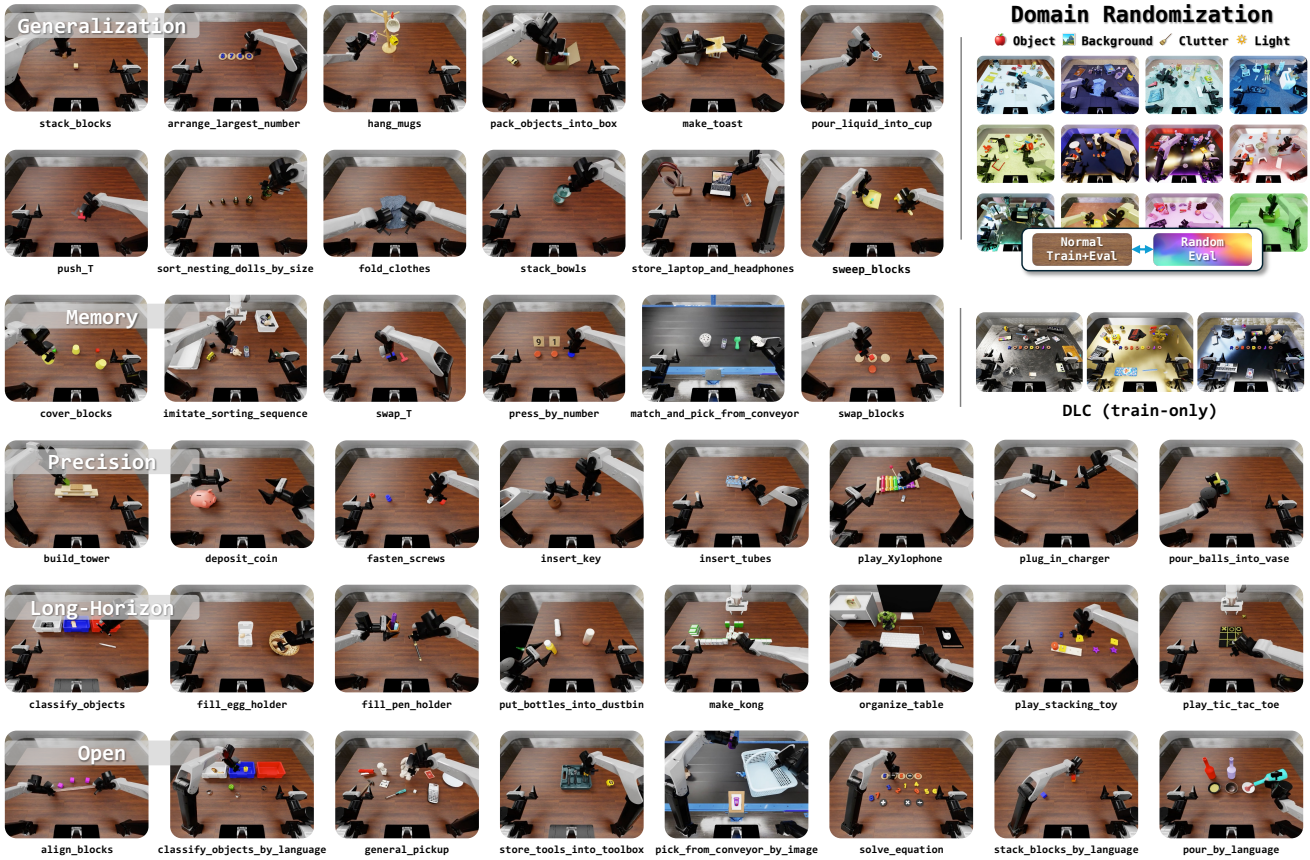 Generalization
stack_blocks
arrange_largest_number
hang_mugs
pack_objects_into_box
make_toast
pour_liquid_into_cup
push_T
sort_nesting_dolls_by_size
fold_clothes
stack_bowls
store_laptop_and_headphones
sweep_blocks
Domain Randomization
Object Background Clutter Light
Normal
Train+Eval
Random
Eval
Memory
9 1
cover_blocks
imitate_sorting_sequence
swap_T
press_by_number
match_and_pick_from_conveyor
swap_blocks
DLC (train-only)
Precision
build_tower
deposit_coin
fasten_screws
insert_key
insert_tubes
play_Xylophone
plug_in_charger
pour_balls_into_vase
Long-Horizon
classify_objects
fill_egg_holder
fill_pen_holder
put_bottles_into_dustbin
make_kong
organize_table
play_stacking_toy
play_tic_tac_toe
Open
align_blocks
classify_objects_by_language
general_pickup
store_tools_into_toolbox
pick_from_conveyor_by_image
solve_equation
stack_blocks_by_language
pour_by_language